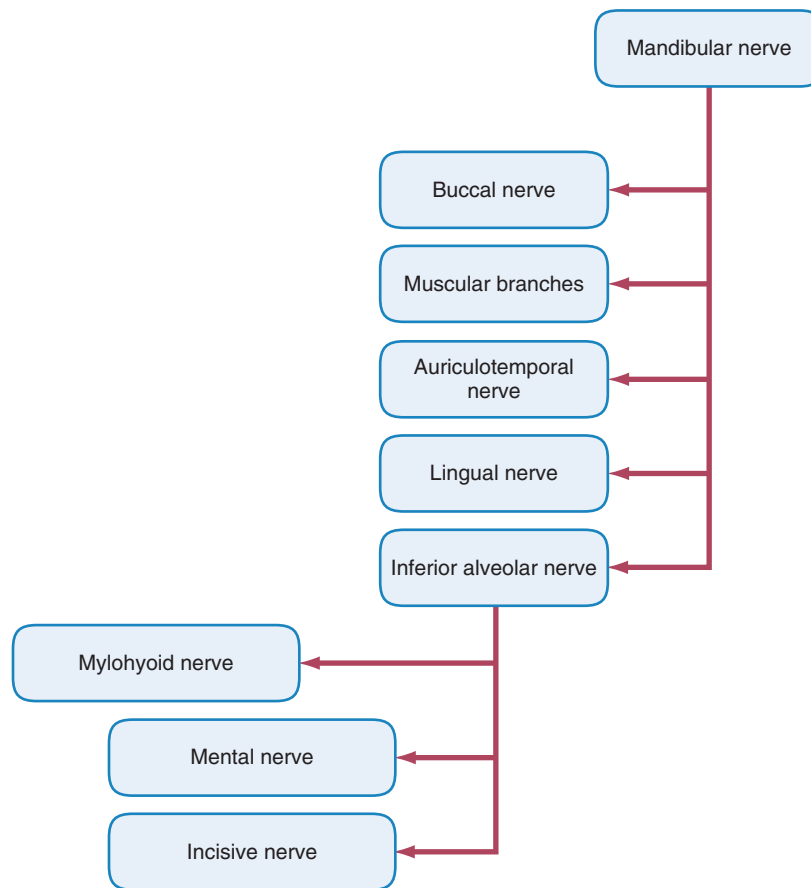 Mandibular nerve
Buccal nerve
Muscular branches
Auriculotemporal
nerve
Lingual nerve
Inferior alveolar nerve
Mylohyoid nerve
Mental nerve
Incisive nerve